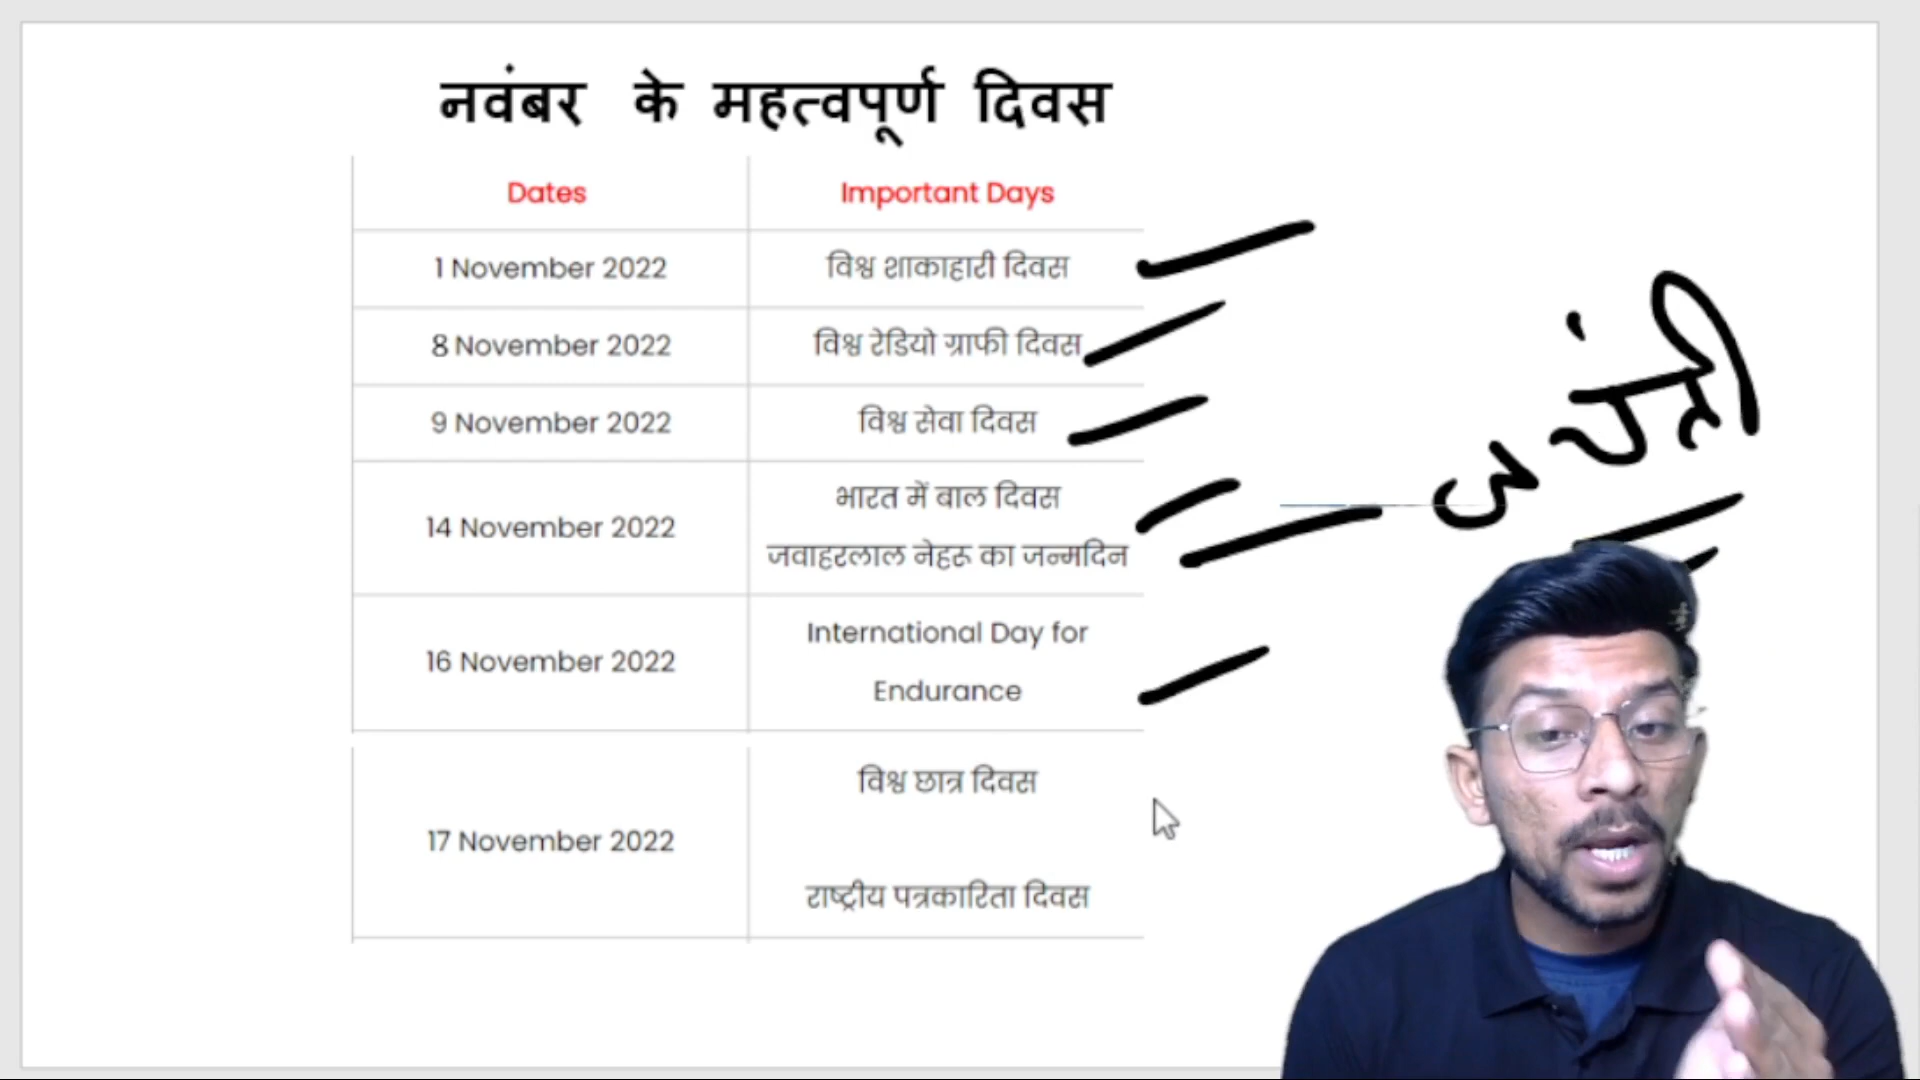 नवंबर के महत्वपूर्ण दिवस
Dates Important Days
1 November 2022 विश्व शाकाहारी दिवस
8 November 2022 विश्व रेडियो ग्राफी दिवस
9 November 2022 विश्व सेवा दिवस
14 November 2022 भारत में बाल दिवस
जवाहरलाल नेहरू का जन्मदिन
जयंती
16 November 2022 International Day for
Endurance
17 November 2022 विश्व छात्र दिवस
राष्ट्रीय पत्रकारिता दिवस